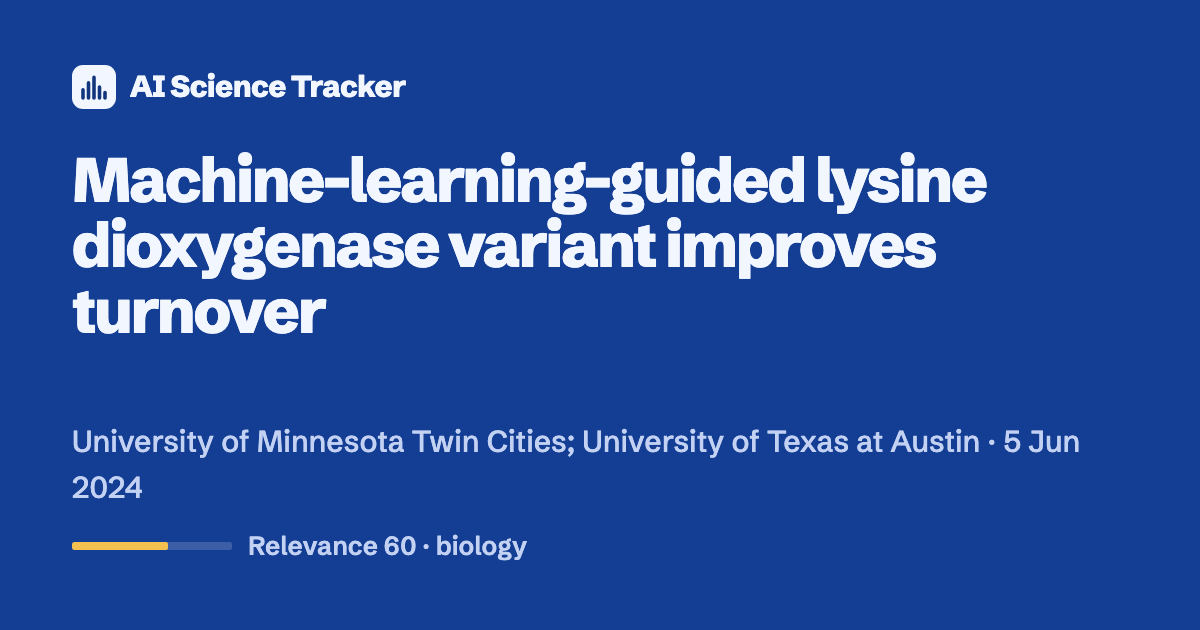 AI Science Tracker
Machine-learning-guided lysine
dioxygenase variant improves
turnover
University of Minnesota Twin Cities; University of Texas at Austin · 5 Jun
2024
Relevance 60 · biology